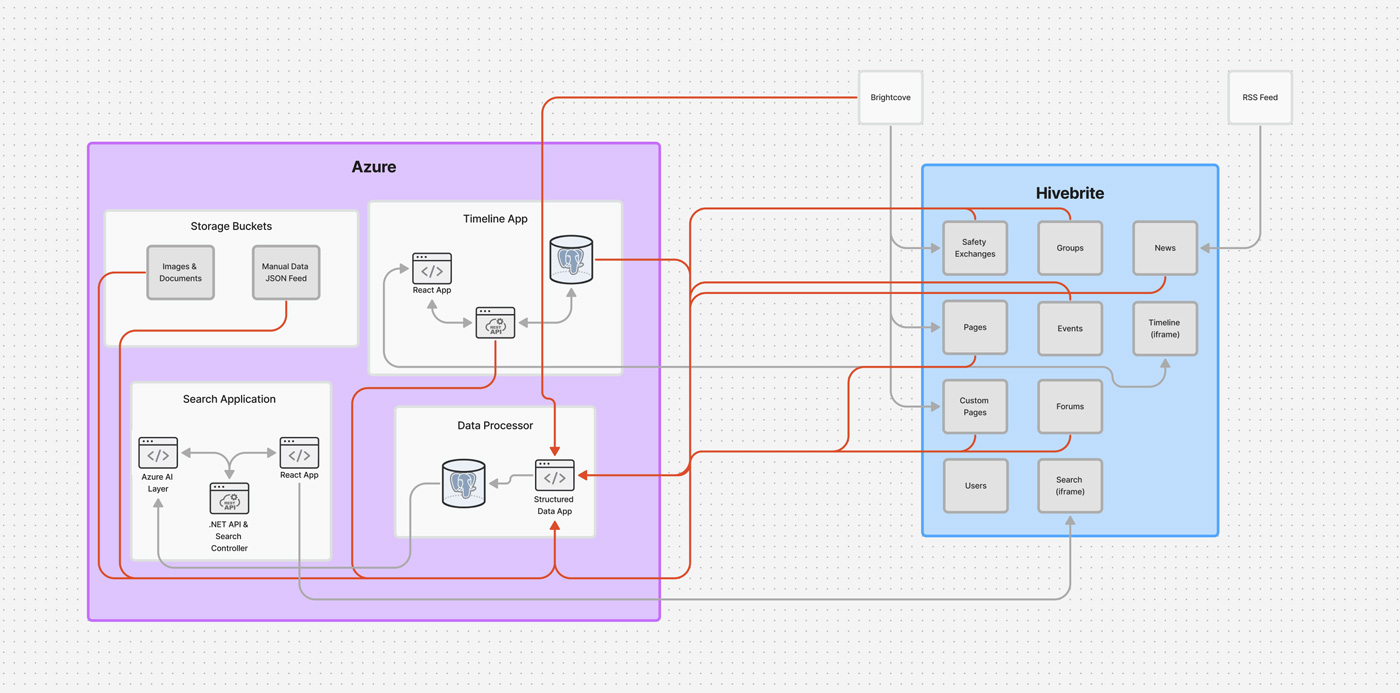 Brightcove
RSS Feed
Azure
Storage Buckets
Images &
Documents
Manual Data
JSON Feed
Timeline App
React App
REST
API
Search Application
Azure AI
Layer
React App
REST
API
.NET API &
Search
Controller
Data Processor
Structured
Data App
Hivebrite
Safety
Exchanges
Groups
News
Pages
Events
Timeline
(iframe)
Custom
Pages
Forums
Users
Search
(iframe)